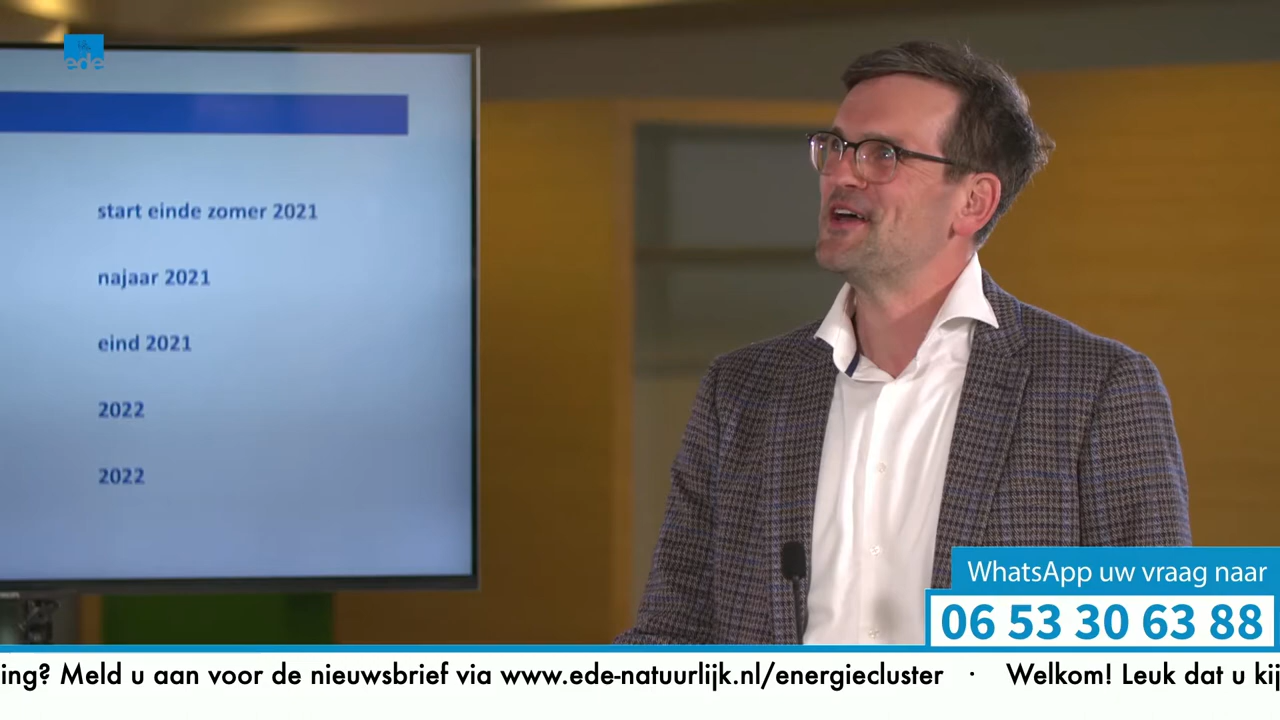 ede
start einde zomer 2021
najaar 2021
eind 2021
2022
2022
WhatsApp uw vraag naar
06 53 30 63 88
ing? Meld u aan voor de nieuwsbrief via www.ede-natuurlijk.nl/energiecluster · Welkom! Leuk dat u kij